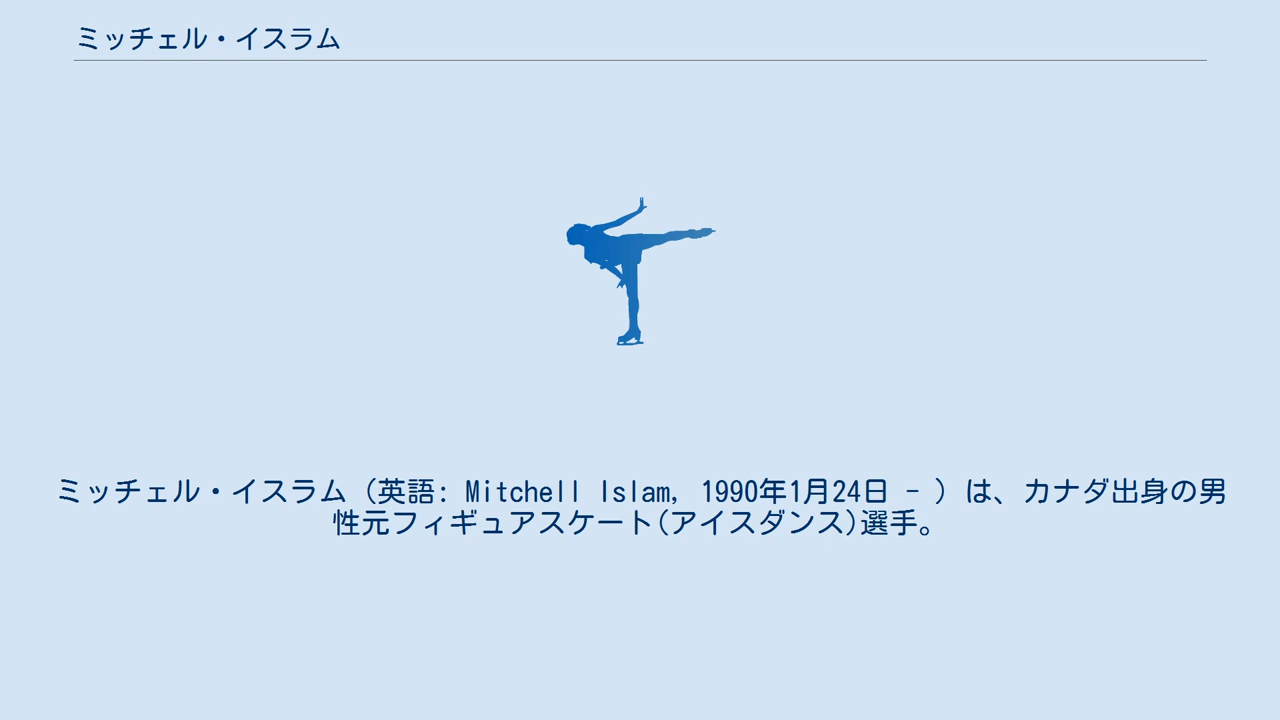 ミッチェル・イスラム
ミッチェル・イスラム（英語: Mitchell Islam, 1990年1月24日 - ）は、カナダ出身の男
性元フィギュアスケート(アイスダンス)選手。